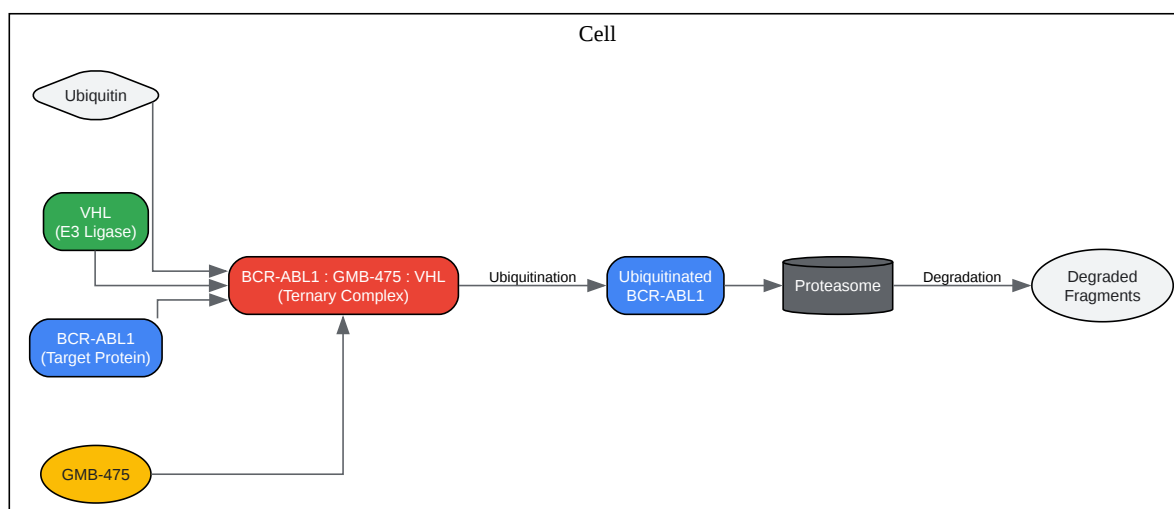 Cell
Ubiquitin
VHL
(E3 Ligase)
BCR-ABL1 : GMB-475 : VHL
(Ternary Complex)
Ubiquitination
Ubiquitinated
BCR-ABL1
Proteasome
Degradation
Degraded
Fragments
BCR-ABL1
(Target Protein)
GMB-475